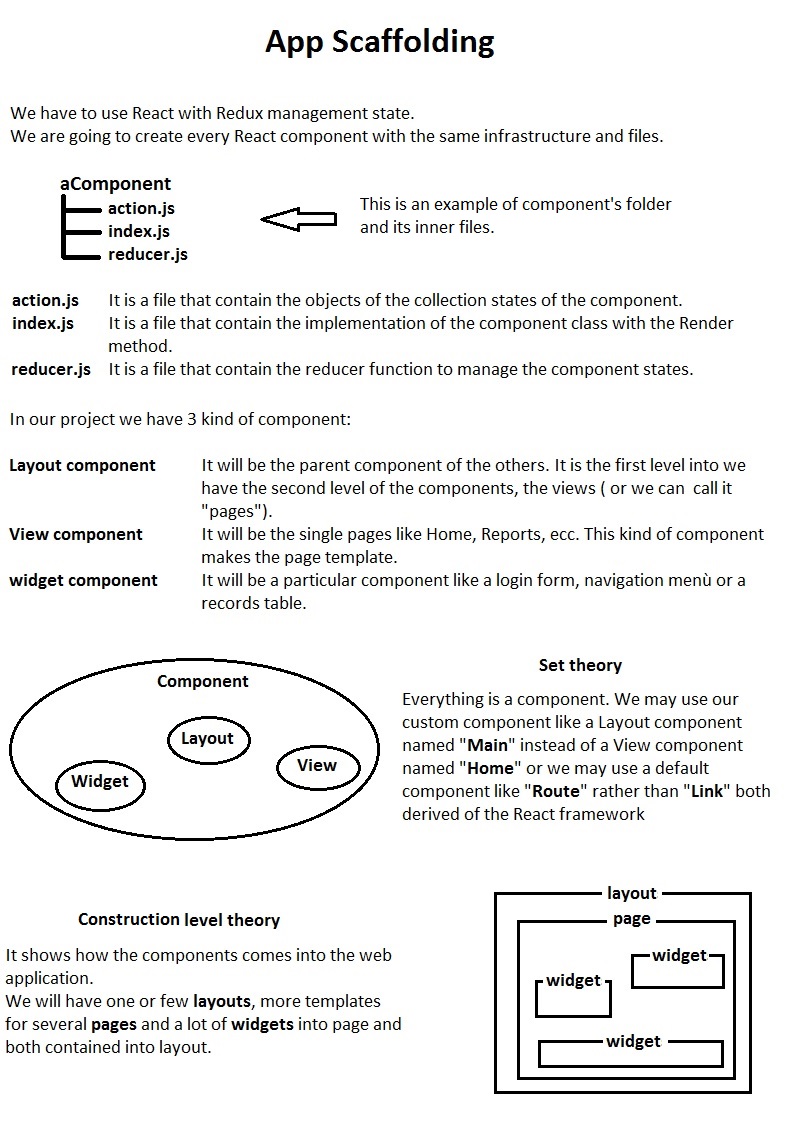 App Scaffolding
We have to use React with Redux management state.
We are going to create every React component with the same infrastructure and files.
aComponent
action.js
index.js
reducer.js
This is an example of component's folder
and its inner files.
action.js It is a file that contain the objects of the collection states of the component.
index.js It is a file that contain the implementation of the component class with the Render
method.
reducer.js It is a file that contain the reducer function to manage the component states.
In our project we have 3 kind of component:
Layout component It will be the parent component of the others. It is the first level into we
have the second level of the components, the views ( or we can  call it
"pages").
View component It will be the single pages like Home, Reports, ecc. This kind of component
makes the page template.
widget component It will be a particular component like a login form, navigation menù or a
records table.
Component
Layout
View
Widget
Set theory
Everything is a component. We may use our
custom component like a Layout component
named "Main" instead of a View component
named "Home" or we may use a default
component like "Route" rather than "Link" both
derived of the React framework
Construction level theory
It shows how the components comes into the web
application.
We will have one or few layouts, more templates
for several pages and a lot of widgets into page and
both contained into layout.
layout
page
widget
widget
widget